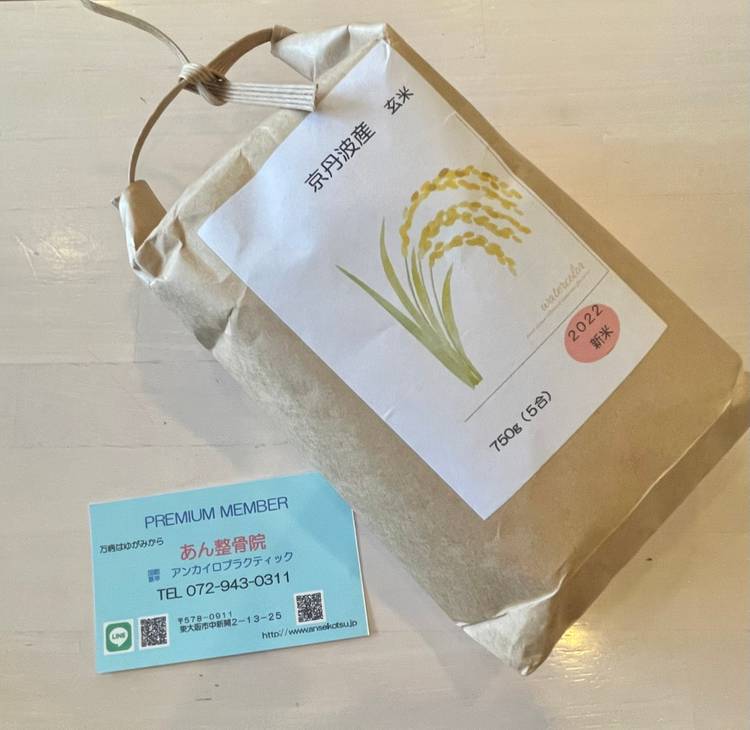 京丹波産 玄米
watercolor
2022
新米
750g(5合)
PREMIUM MEMBER
万病はゆがみから
あん整骨院
アンカイロプラクティック
TEL 072-943-0311
LINE
〒578-0911
東大阪市中新開2-13-25
http://www.anseikotsu.jp